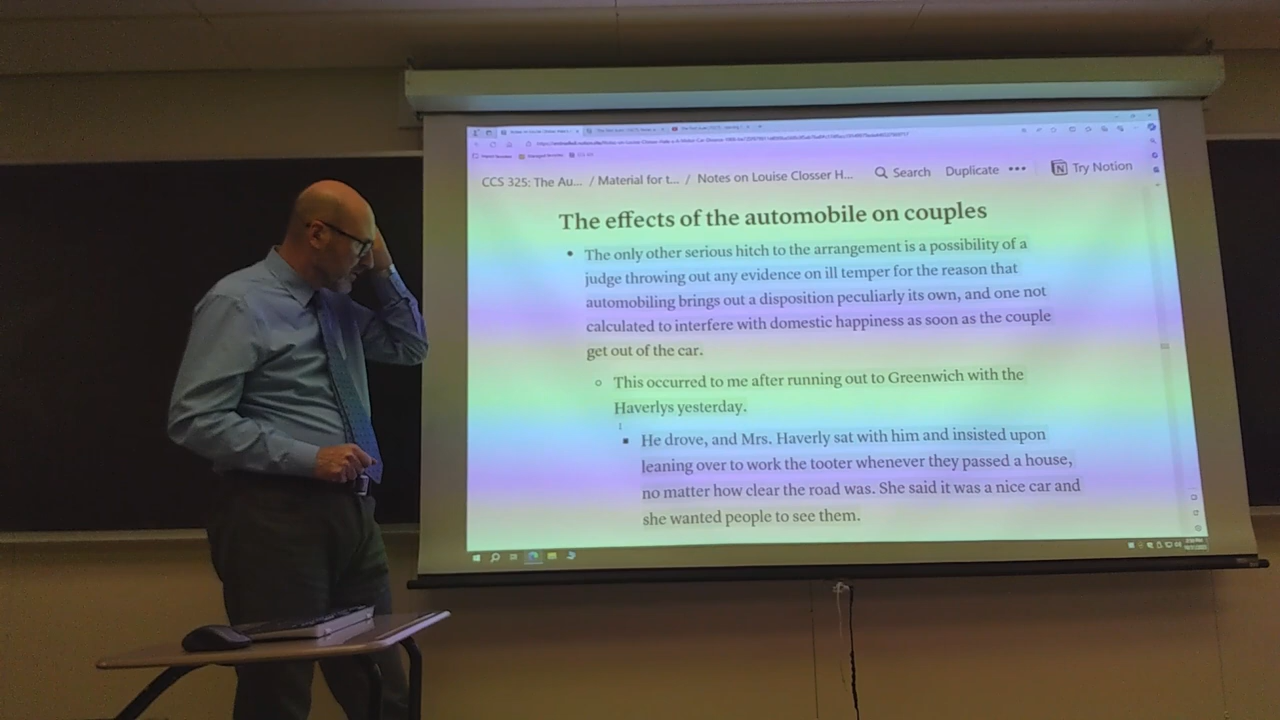 CCS 325: The Au... / Material for t... / Notes on Louise Closser H... Search Duplicate ••• Try Notion
The effects of the automobile on couples
• The only other serious hitch to the arrangement is a possibility of a
judge throwing out any evidence on ill temper for the reason that
automobiling brings out a disposition peculiarly its own, and one not
calculated to interfere with domestic happiness as soon as the couple
get out of the car.
◦ This occurred to me after running out to Greenwich with the
Haverlys yesterday.
▪ He drove, and Mrs. Haverly sat with him and insisted upon
leaning over to work the tooter whenever they passed a house,
no matter how clear the road was. She said it was a nice car and
she wanted people to see them.